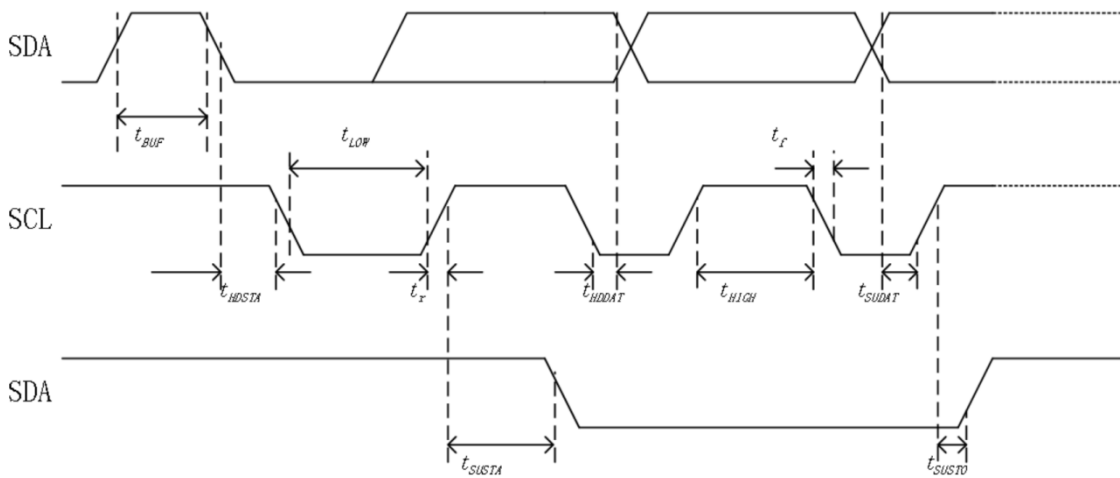 SDA
t_BUF
t_LOW
t_f
SCL
t_HDSTA
t_r
t_HDDAT
t_HIGH
t_SUDAT
SDA
t_SUSTA
t_SUSTO